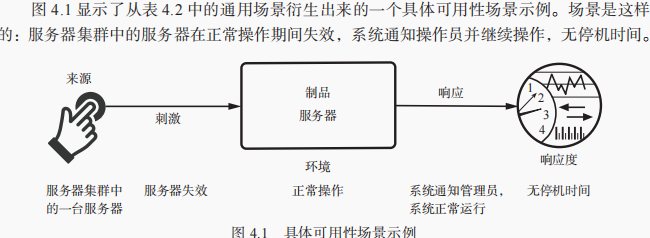 图 4.1 显示了从表 4.2 中的通用场景衍生出来的一个具体可用性场景示例。场景是这样
的：服务器集群中的服务器在正常操作期间失效，系统通知操作员并继续操作，无停机时间。
来源
刺激
制品
服务器
环境
响应
1
2
3
4
响应度
服务器集群中
的一台服务器
服务器失效
正常操作
系统通知管理员，
系统正常运行
无停机时间
图 4.1 具体可用性场景示例